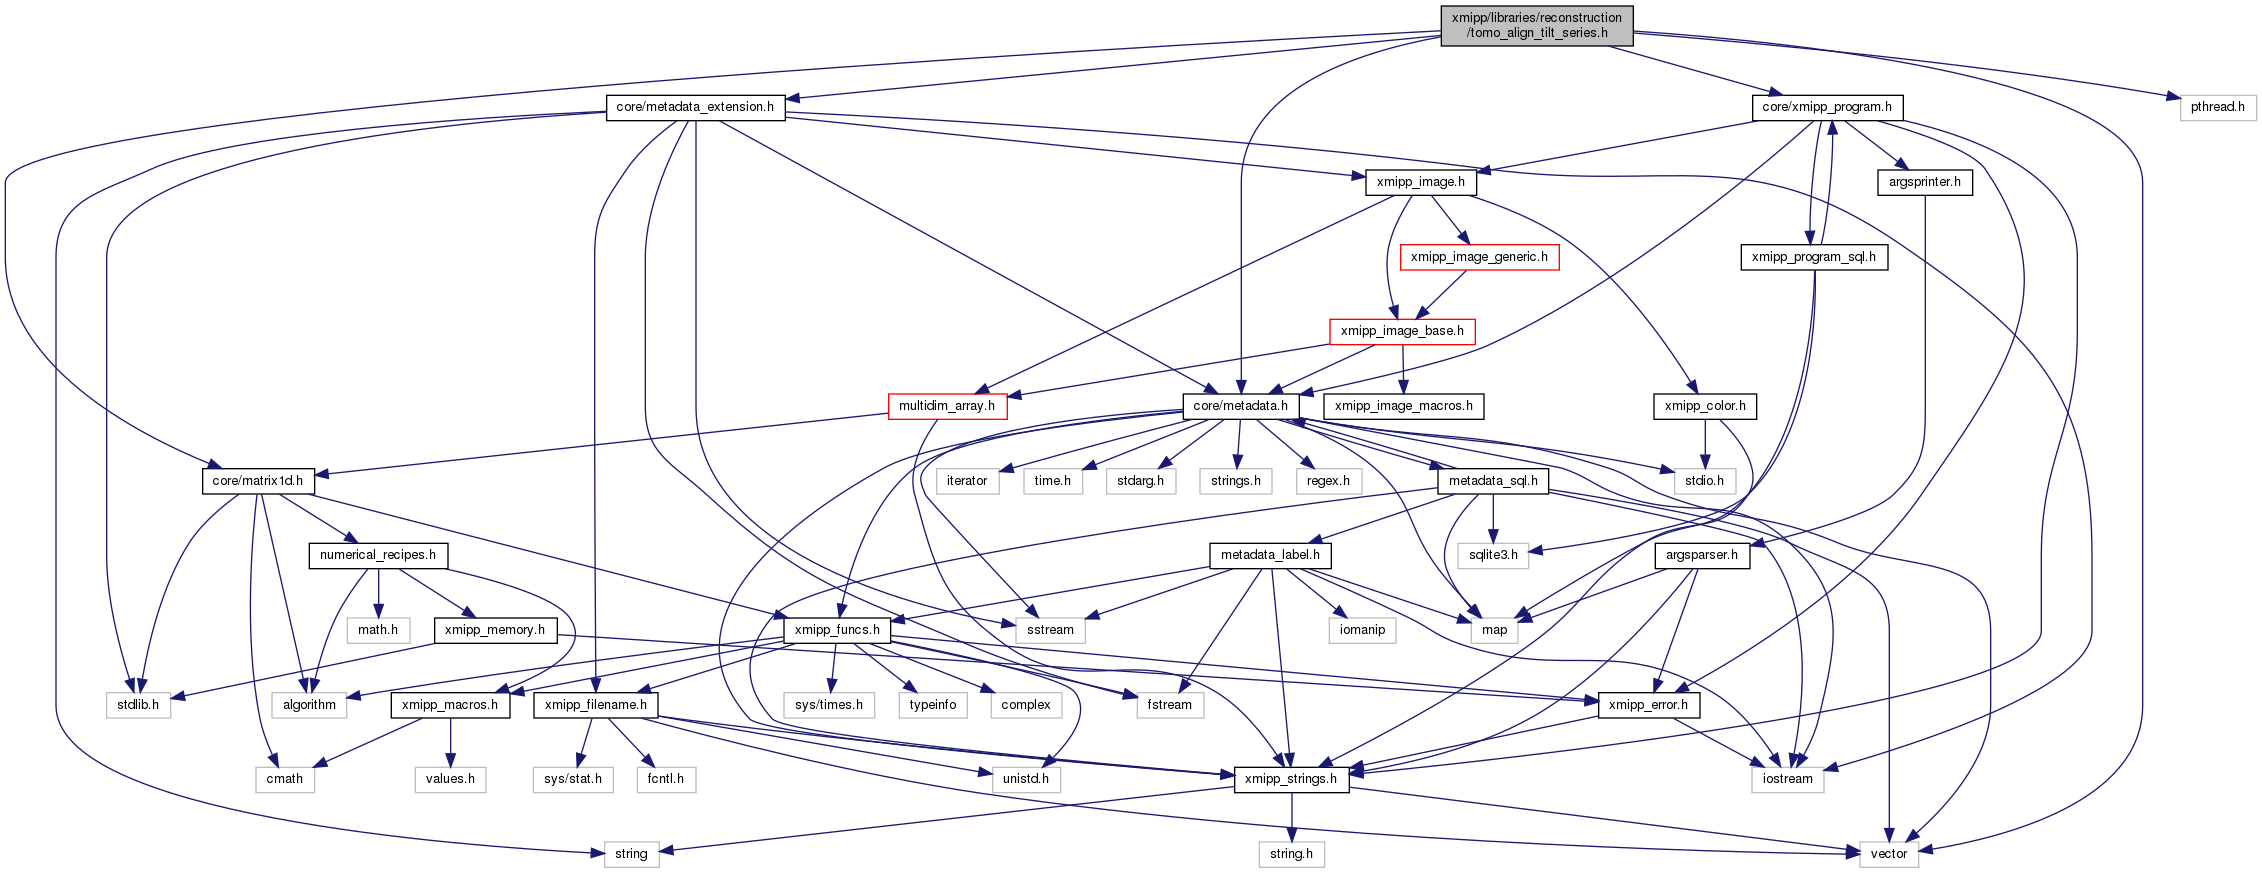 xmipp/libraries/reconstruction
/tomo_align_tilt_series.h
core/metadata_extension.h
core/xmipp_program.h
pthread.h
xmipp_image.h
argsprinter.h
xmipp_image_generic.h
xmipp_program_sql.h
xmipp_image_base.h
multidim_array.h
core/metadata.h
xmipp_image_macros.h
xmipp_color.h
core/matrix1d.h
iterator
time.h
stdarg.h
strings.h
regex.h
metadata_sql.h
stdio.h
numerical_recipes.h
metadata_label.h
sqlite3.h
argsparser.h
math.h
xmipp_memory.h
xmipp_funcs.h
sstream
iomanip
map
stdlib.h
algorithm
xmipp_macros.h
xmipp_filename.h
sys/times.h
typeinfo
complex
fstream
xmipp_error.h
cmath
values.h
sys/stat.h
fcntl.h
unistd.h
xmipp_strings.h
iostream
string
string.h
vector